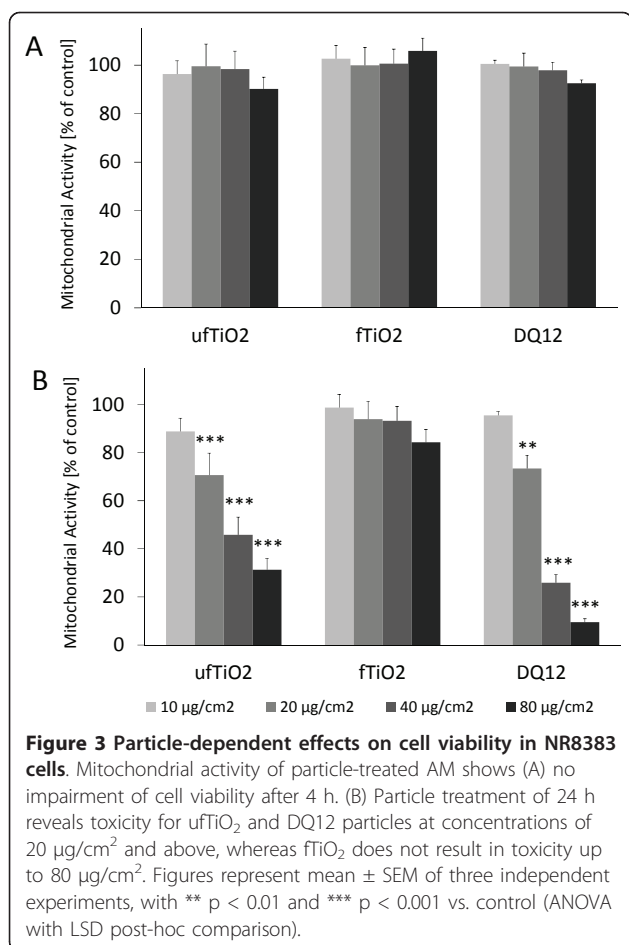 A
Mitochondrial Activity [% of control]
100
80
60
40
20
0
ufTiO2 fTiO2 DQ12
B
Mitochondrial Activity [% of control]
100
80
60
40
20
0
*** *** ***
** *** ***
ufTiO2 fTiO2 DQ12
10 µg/cm2 20 µg/cm2 40 µg/cm2 80 µg/cm2
Figure 3 Particle-dependent effects on cell viability in NR8383
cells. Mitochondrial activity of particle-treated AM shows (A) no
impairment of cell viability after 4 h. (B) Particle treatment of 24 h
reveals toxicity for ufTiO₂ and DQ12 particles at concentrations of
20 µg/cm² and above, whereas fTiO₂ does not result in toxicity up
to 80 µg/cm². Figures represent mean ± SEM of three independent
experiments, with ** p < 0.01 and *** p < 0.001 vs. control (ANOVA
with LSD post-hoc comparison).